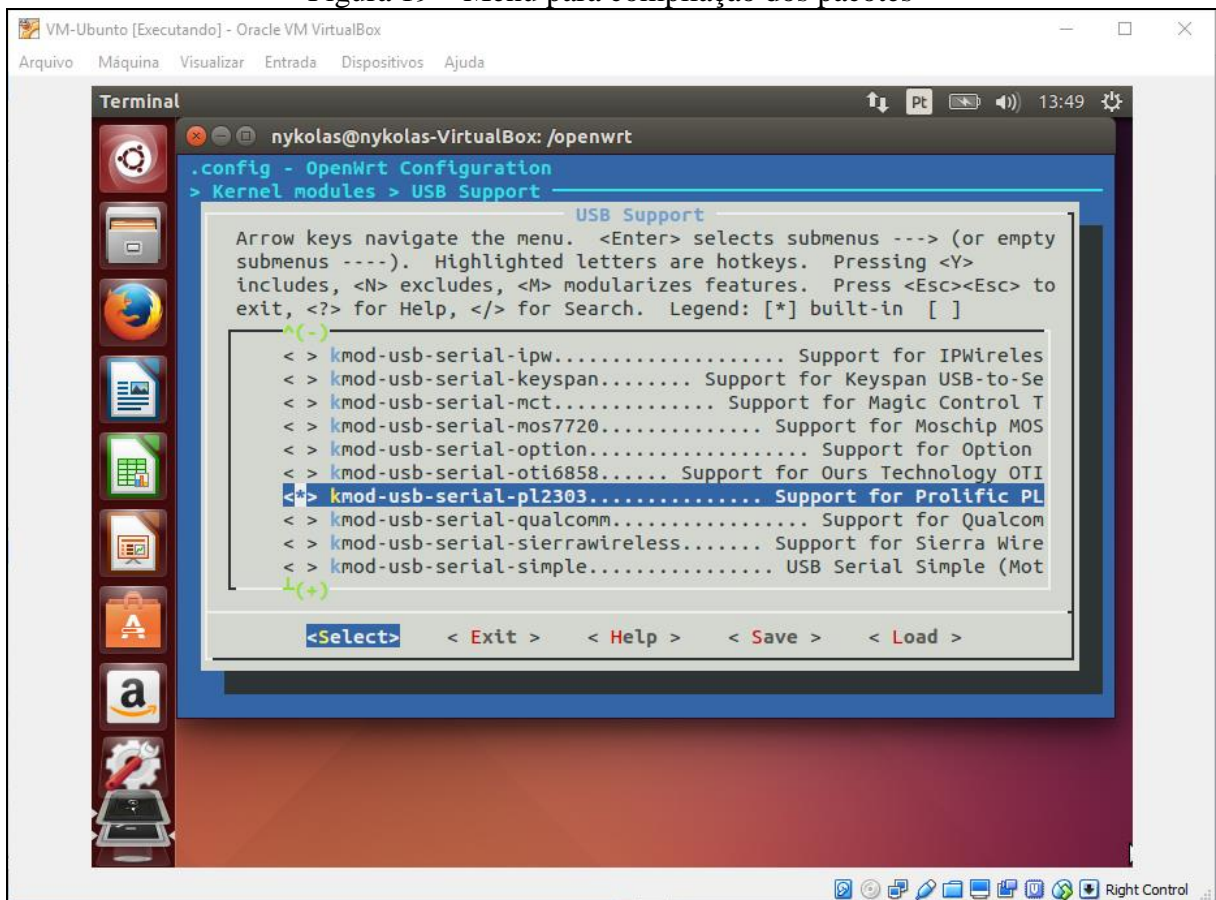 Figura 19 – Menu para compilação dos pacotes
VM-Ubunto [Executando] - Oracle VM VirtualBox
Arquivo Máquina Visualizar Entrada Dispositivos Ajuda
Terminal Pt 13:49
nykolas@nykolas-VirtualBox: /openwrt
.config - OpenWrt Configuration
> Kernel modules > USB Support
USB Support
Arrow keys navigate the menu. <Enter> selects submenus ---> (or empty
submenus ----). Highlighted letters are hotkeys. Pressing <Y>
includes, <N> excludes, <M> modularizes features. Press <Esc><Esc> to
exit, <?> for Help, </> for Search. Legend: [*] built-in [ ]
^(-)
< > kmod-usb-serial-ipw.................... Support for IPWireles
< > kmod-usb-serial-keyspan........ Support for Keyspan USB-to-Se
< > kmod-usb-serial-mct.............. Support for Magic Control T
< > kmod-usb-serial-mos7720.............. Support for Moschip MOS
< > kmod-usb-serial-option................... Support for Option
< > kmod-usb-serial-oti6858...... Support for Ours Technology OTI
<*> kmod-usb-serial-pl2303............... Support for Prolific PL
< > kmod-usb-serial-qualcomm................. Support for Qualcom
< > kmod-usb-serial-sierrawireless....... Support for Sierra Wire
< > kmod-usb-serial-simple................ USB Serial Simple (Mot
┴(+)
<Select> < Exit > < Help > < Save > < Load >
Right Control